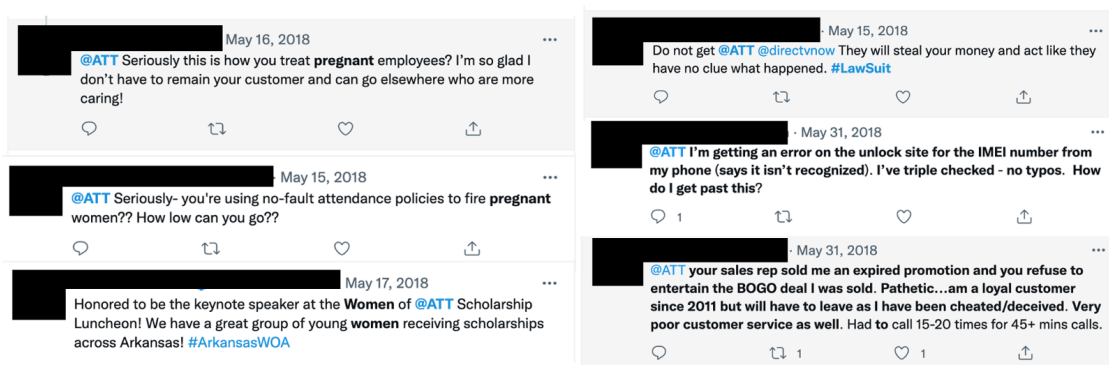 May 16, 2018
@ATT Seriously this is how you treat pregnant employees? I'm so glad I
don't have to remain your customer and can go elsewhere who are more
caring!
May 15, 2018
@ATT Seriously- you're using no-fault attendance policies to fire pregnant
women?? How low can you go??
May 17, 2018
Honored to be the keynote speaker at the Women of @ATT Scholarship
Luncheon! We have a great group of young women receiving scholarships
across Arkansas! #ArkansasWOA
· May 15, 2018
Do not get @ATT @directvnow They will steal your money and act like they
have no clue what happened. #LawSuit
· May 31, 2018
@ATT I'm getting an error on the unlock site for the IMEI number from
my phone (says it isn't recognized). I've triple checked - no typos. How
do I get past this?
1
· May 31, 2018
@ATT your sales rep sold me an expired promotion and you refuse to
entertain the BOGO deal I was sold. Pathetic...am a loyal customer
since 2011 but will have to leave as I have been cheated/deceived. Very
poor customer service as well. Had to call 15-20 times for 45+ mins calls.
1 1